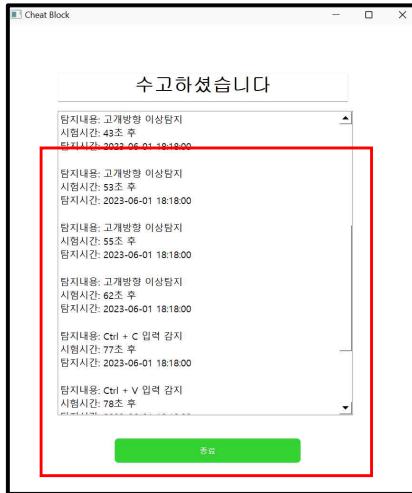 Cheat Block
수고하셨습니다
탐지내용: 고개방향 이상탐지
시험시간: 43초 후
탐지시간: 2023-06-01 18:18:00
탐지내용: 고개방향 이상탐지
시험시간: 53초 후
탐지시간: 2023-06-01 18:18:00
탐지내용: 고개방향 이상탐지
시험시간: 55초 후
탐지시간: 2023-06-01 18:18:00
탐지내용: 고개방향 이상탐지
시험시간: 62초 후
탐지시간: 2023-06-01 18:18:00
탐지내용: Ctrl + C 입력 감지
시험시간: 77초 후
탐지시간: 2023-06-01 18:18:00
탐지내용: Ctrl + V 입력 감지
시험시간: 78초 후
종료